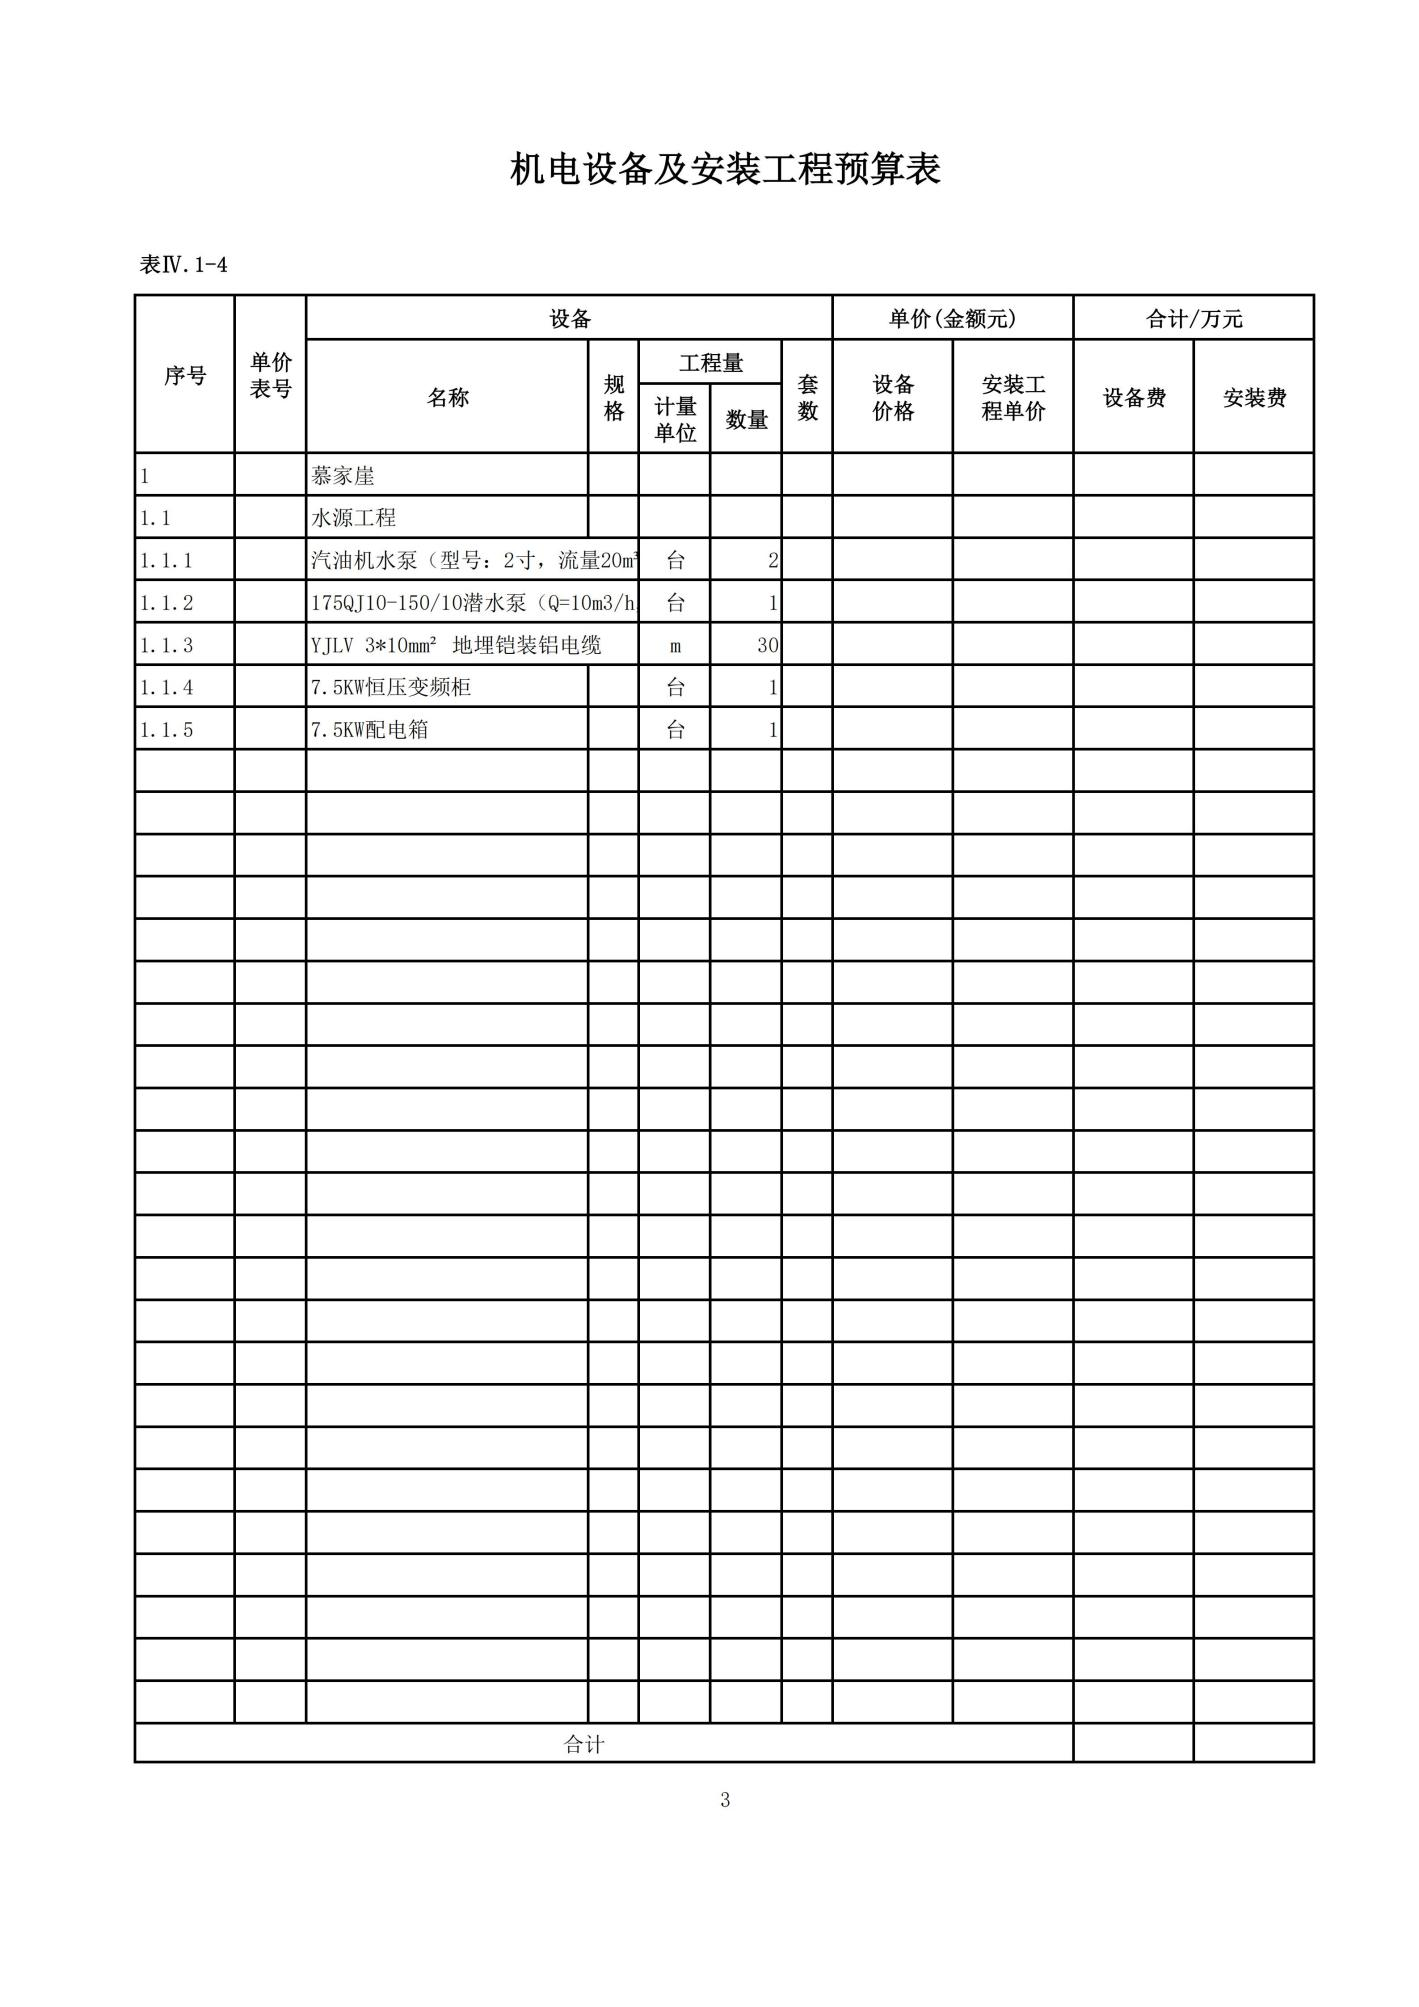 机电设备及安装工程预算表
表Ⅳ.1-4
序号 单价表号 设备 单价(金额元) 合计/万元
名称 规格 工程量 套数 设备价格 安装工程单价 设备费 安装费
计量单位 数量
1 慕家崖
1.1 水源工程
1.1.1 汽油机水泵（型号：2寸，流量20m³ 台 2
1.1.2 175QJ10-150/10潜水泵（Q=10m3/h 台 1
1.1.3 YJLV 3*10mm² 地埋铠装铝电缆 m 30
1.1.4 7.5KW恒压变频柜 台 1
1.1.5 7.5KW配电箱 台 1
合计
3